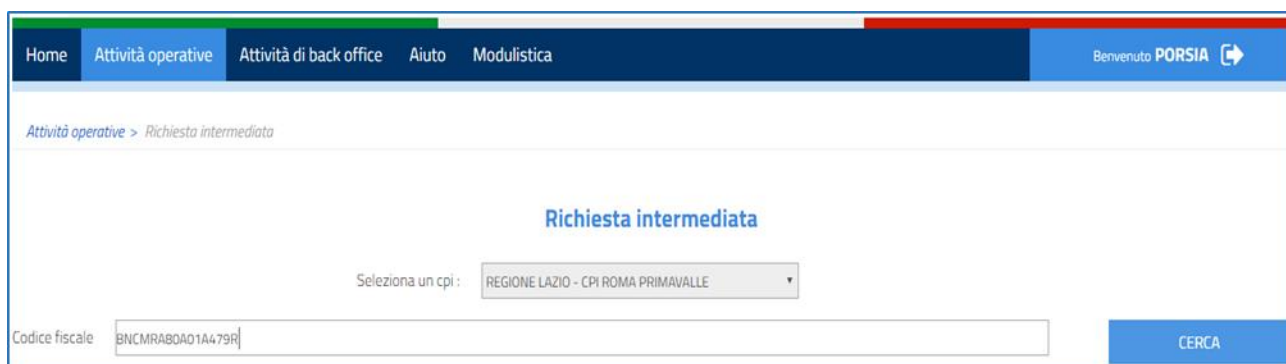 Home Attività operative Attività di back office Aiuto Modulistica Benvenuto PORSIA
Attività operative > Richiesta intermediata
Richiesta intermediata
Seleziona un cpi : REGIONE LAZIO - CPI ROMA PRIMAVALLE
Codice fiscale BNCMRA80A01A479R CERCA